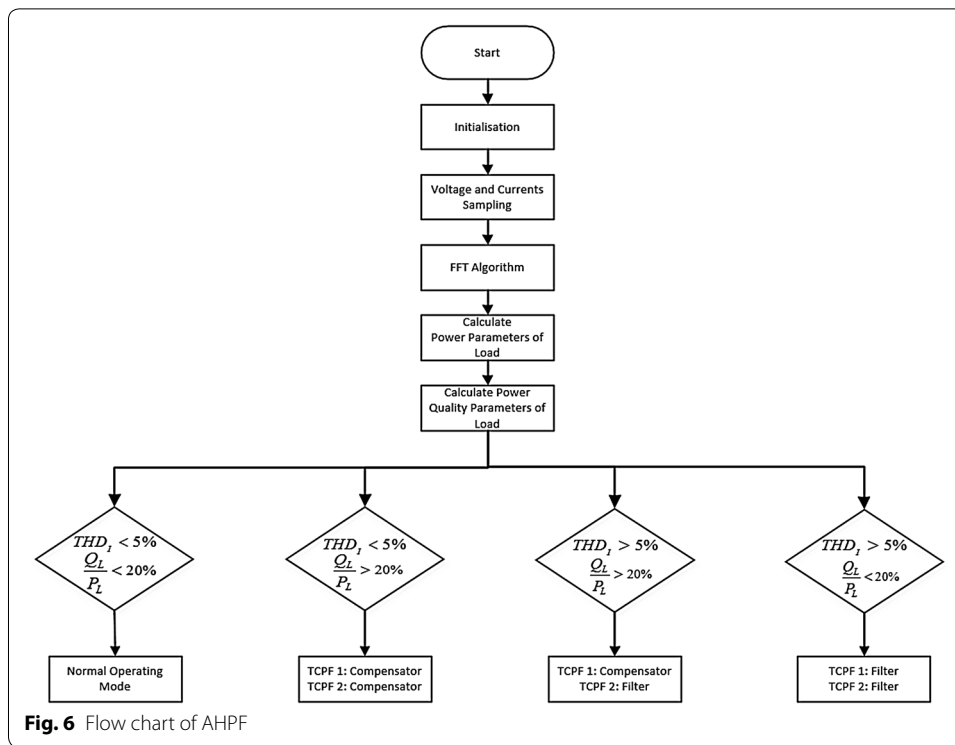 Start
Initialisation
Voltage and Currents
Sampling
FFT Algorithm
Calculate
Power Parameters of
Load
Calculate Power
Quality Parameters of
Load
THD_I < 5%
Q_L
P_L
< 20%
THD_I < 5%
Q_L
P_L
> 20%
THD_I > 5%
Q_L
P_L
> 20%
THD_I > 5%
Q_L
P_L
< 20%
Normal Operating
Mode
TCPF 1: Compensator
TCPF 2: Compensator
TCPF 1: Compensator
TCPF 2: Filter
TCPF 1: Filter
TCPF 2: Filter
Fig. 6 Flow chart of AHPF